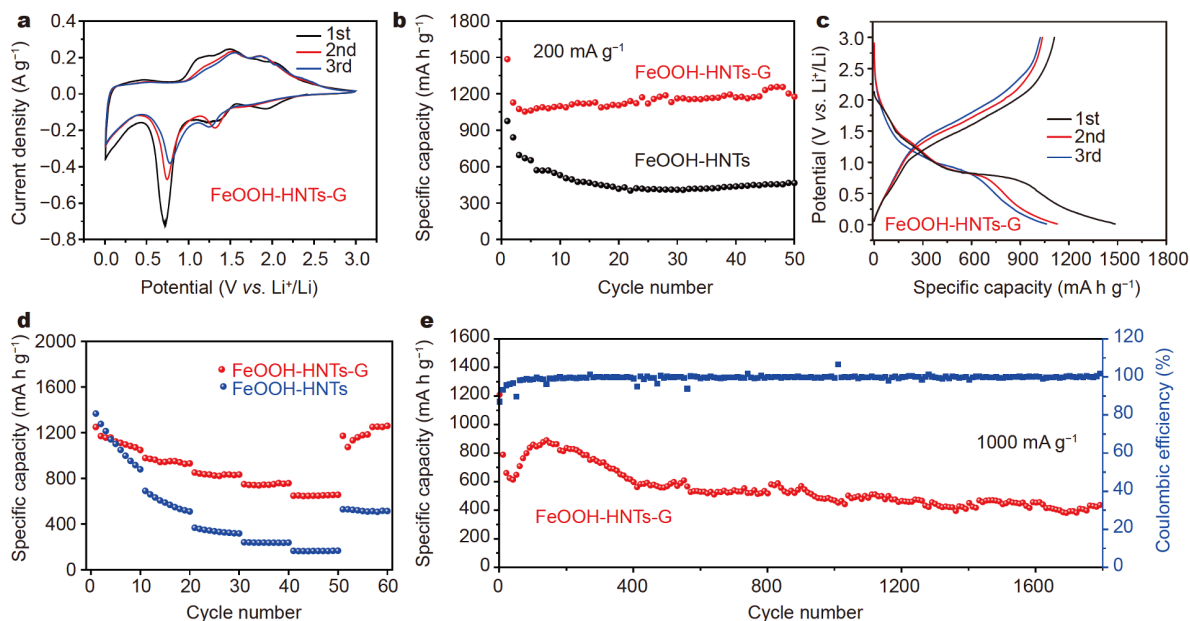 a
0.4
0.2
0.0
−0.2
−0.4
−0.6
−0.8
Current density (A g⁻¹)
1st
2nd
3rd
FeOOH-HNTs-G
0.0 0.5 1.0 1.5 2.0 2.5 3.0
Potential (V vs. Li⁺/Li)
b
1800
1500
1200
900
600
300
0
Specific capacity (mA h g⁻¹)
200 mA g⁻¹
FeOOH-HNTs-G
FeOOH-HNTs
0 10 20 30 40 50
Cycle number
c
3.0
2.5
2.0
1.5
1.0
0.5
0.0
Potential (V vs. Li⁺/Li)
1st
2nd
3rd
FeOOH-HNTs-G
0 300 600 900 1200 1500 1800
Specific capacity (mA h g⁻¹)
d
2000
1600
1200
800
400
0
Specific capacity (mA h g⁻¹)
FeOOH-HNTs-G
FeOOH-HNTs
0 10 20 30 40 50 60
Cycle number
e
1600
1400
1200
1000
800
600
400
200
0
Specific capacity (mA h g⁻¹)
1000 mA g⁻¹
FeOOH-HNTs-G
0 400 800 1200 1600
Cycle number
120
100
80
60
40
20
0
Coulombic efficiency (%)